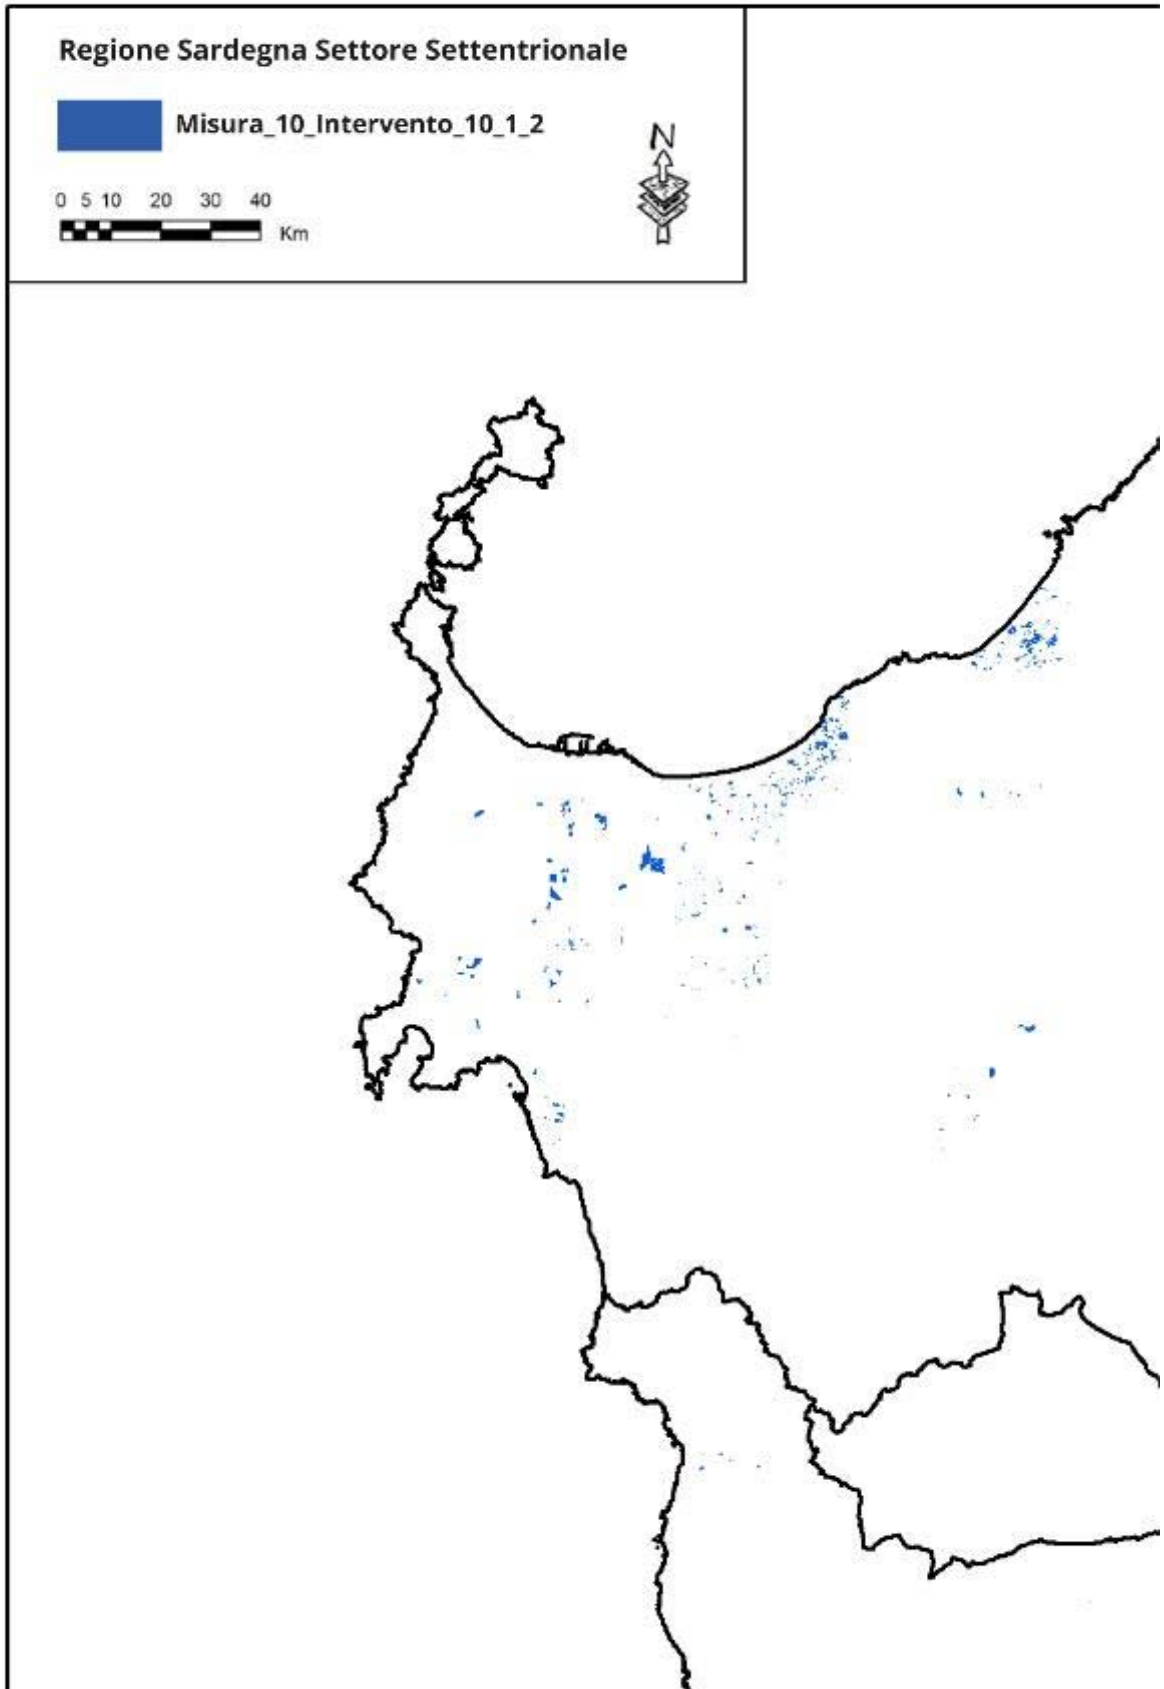 Regione Sardegna Settore Settentrionale
Misura_10_Intervento_10_1_2
N
0 5 10 20 30 40
Km